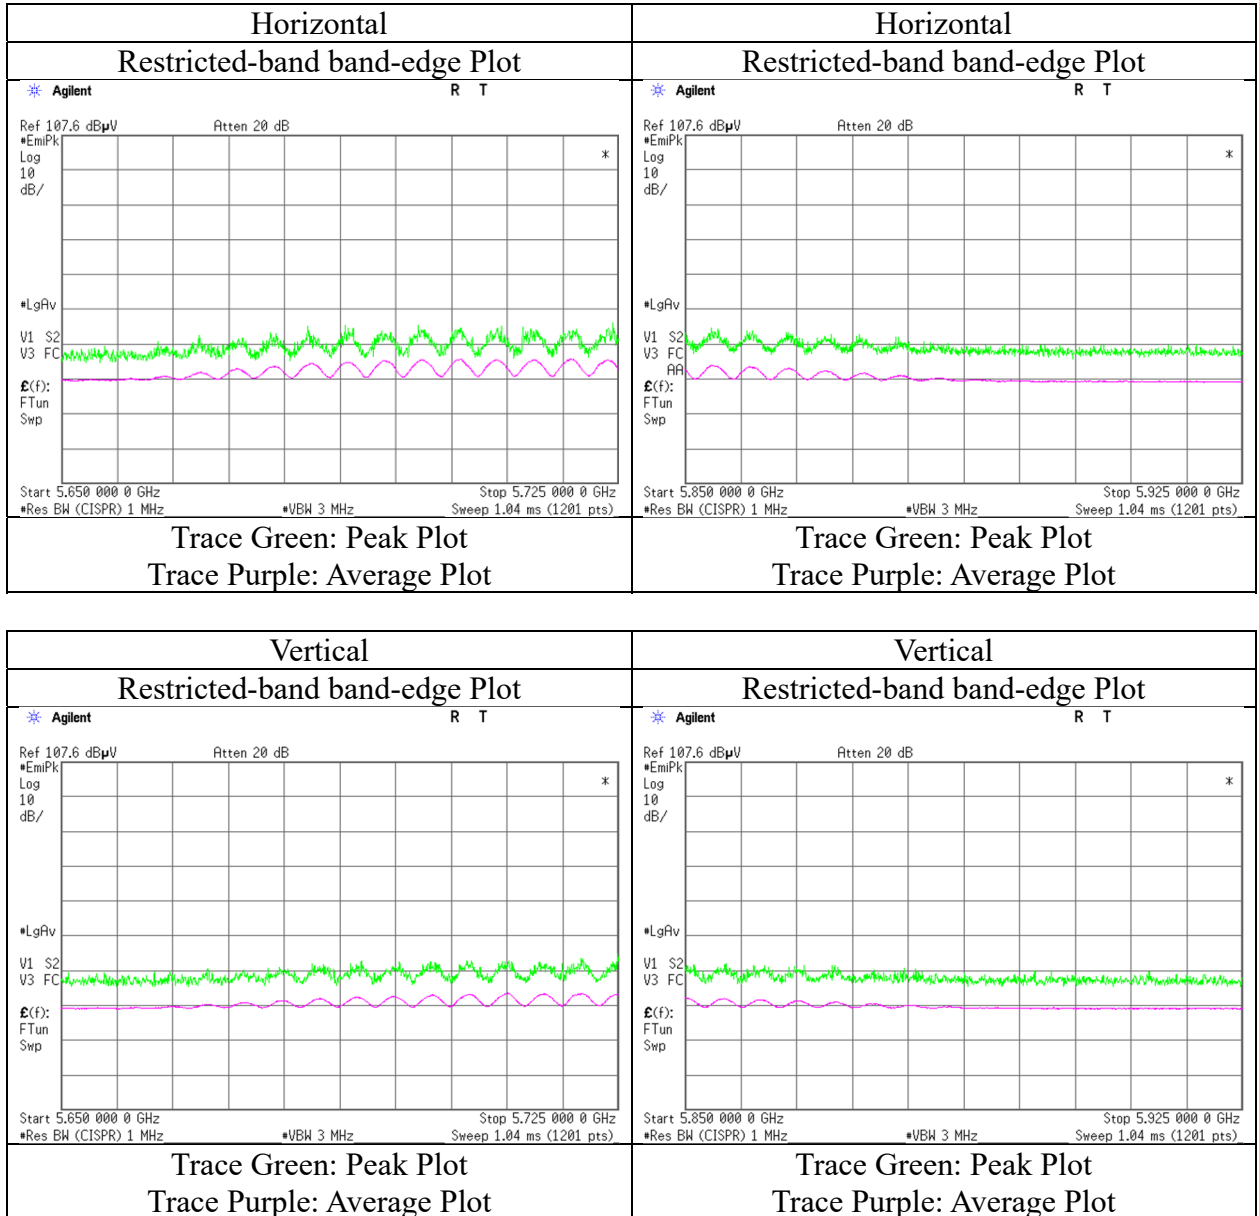 Horizontal
Restricted-band band-edge Plot
Agilent R T
Ref 107.6 dBµV Atten 20 dB
#EmiPk
Log
10
dB/
*
#LgAv
V1 S2
V3 FC
£(f):
FTun
Swp
Start 5.650 000 0 GHz Stop 5.725 000 0 GHz
#Res BW (CISPR) 1 MHz #VBW 3 MHz Sweep 1.04 ms (1201 pts)
Trace Green: Peak Plot
Trace Purple: Average Plot
Horizontal
Restricted-band band-edge Plot
Agilent R T
Ref 107.6 dBµV Atten 20 dB
#EmiPk
Log
10
dB/
*
#LgAv
V1 S2
V3 FC
AA
£(f):
FTun
Swp
Start 5.850 000 0 GHz Stop 5.925 000 0 GHz
#Res BW (CISPR) 1 MHz #VBW 3 MHz Sweep 1.04 ms (1201 pts)
Trace Green: Peak Plot
Trace Purple: Average Plot
Vertical
Restricted-band band-edge Plot
Agilent R T
Ref 107.6 dBµV Atten 20 dB
#EmiPk
Log
10
dB/
*
#LgAv
V1 S2
V3 FC
£(f):
FTun
Swp
Start 5.650 000 0 GHz Stop 5.725 000 0 GHz
#Res BW (CISPR) 1 MHz #VBW 3 MHz Sweep 1.04 ms (1201 pts)
Trace Green: Peak Plot
Trace Purple: Average Plot
Vertical
Restricted-band band-edge Plot
Agilent R T
Ref 107.6 dBµV Atten 20 dB
#EmiPk
Log
10
dB/
*
#LgAv
V1 S2
V3 FC
£(f):
FTun
Swp
Start 5.850 000 0 GHz Stop 5.925 000 0 GHz
#Res BW (CISPR) 1 MHz #VBW 3 MHz Sweep 1.04 ms (1201 pts)
Trace Green: Peak Plot
Trace Purple: Average Plot